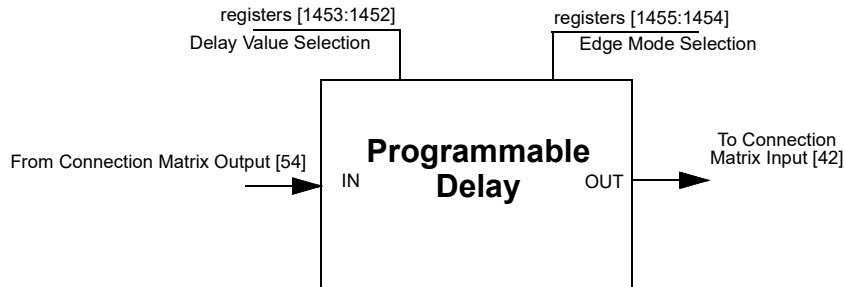 registers [1453:1452]
Delay Value Selection
registers [1455:1454]
Edge Mode Selection
From Connection Matrix Output [54]
IN
Programmable
Delay
OUT
To Connection
Matrix Input [42]